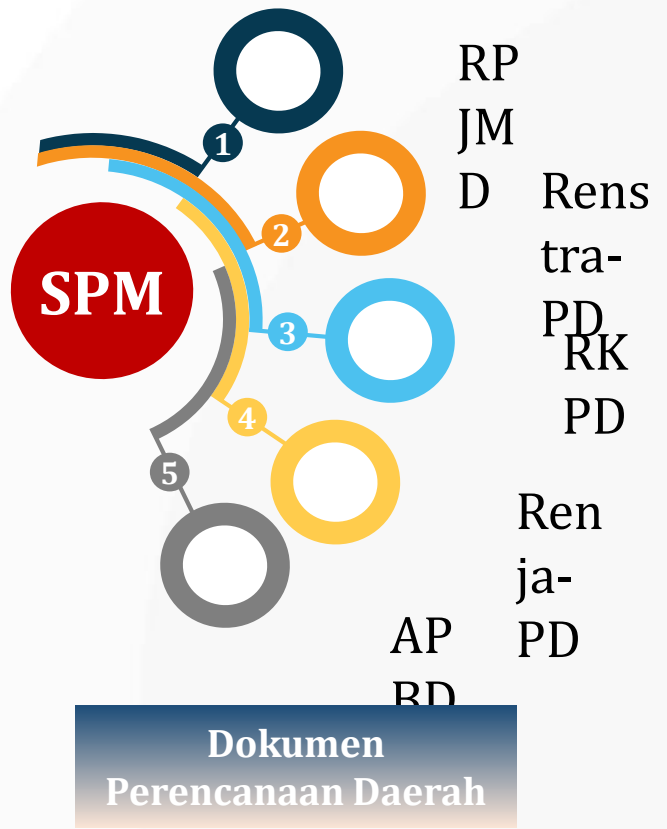 RP
JM
D
1
Rens
tra-
PD
2
SPM
3
RK
PD
4
5
Ren
ja-
PD
AP
BD
Dokumen
Perencanaan Daerah